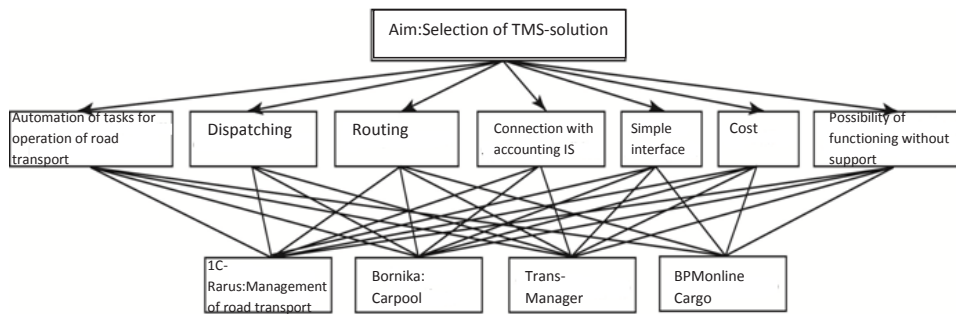 Aim:Selection of TMS-solution
Automation of tasks for
operation of road
transport
Dispatching
Routing
Connection with
accounting IS
Simple
interface
Cost
Possibility of
functioning without
support
1C-
Rarus:Management
of road transport
Bornika:
Carpool
Trans-
Manager
BPMonline
Cargo